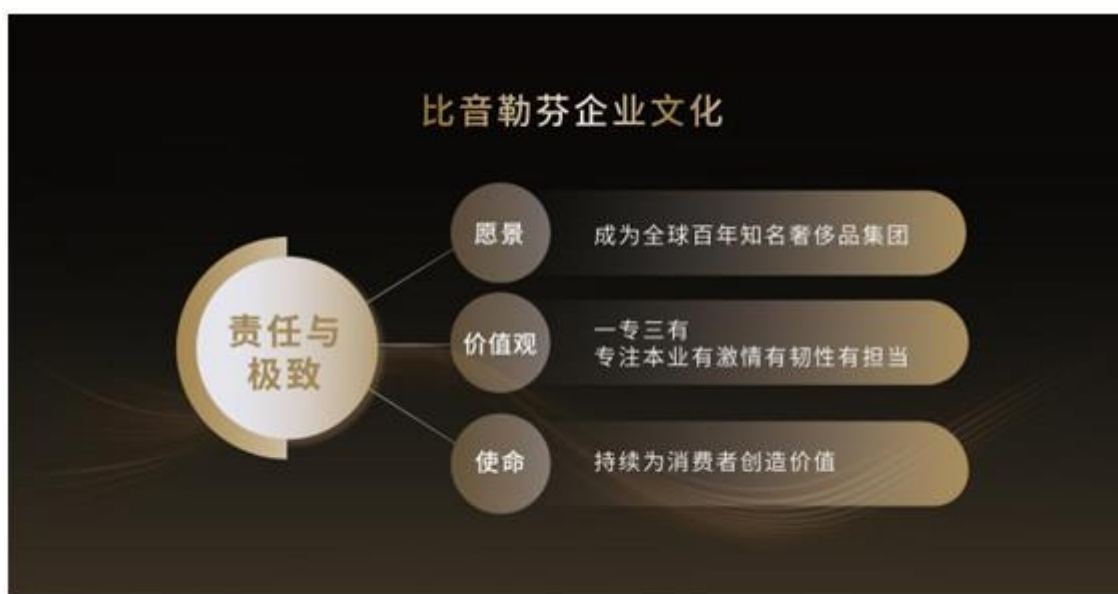 比音勒芬企业文化
责任与
极致
愿景
成为全球百年知名奢侈品集团
价值观
一专三有
专注本业有激情有韧性有担当
使命
持续为消费者创造价值